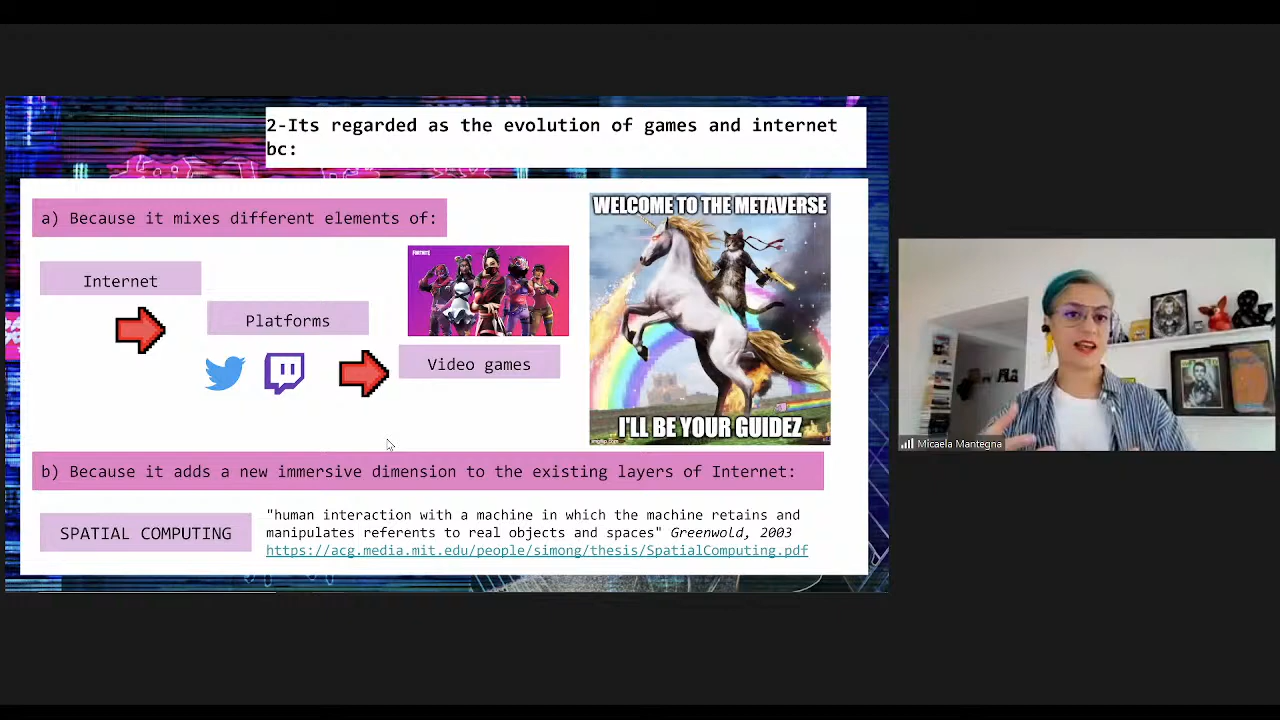 2-Its regarded as the evolution of games and internet
bc:
a) Because it mixes different elements of:
Internet
Platforms
Video games
FORTNITE
WELCOME TO THE METAVERSE
I'LL BE YOUR GUIDEZ
imgflip.com
b) Because it adds a new immersive dimension to the existing layers of Internet:
SPATIAL COMPUTING
"human interaction with a machine in which the machine retains and
manipulates referents to real objects and spaces" Greenwold, 2003
https://acg.media.mit.edu/people/simong/thesis/SpatialComputing.pdf
Micaela Mantegna